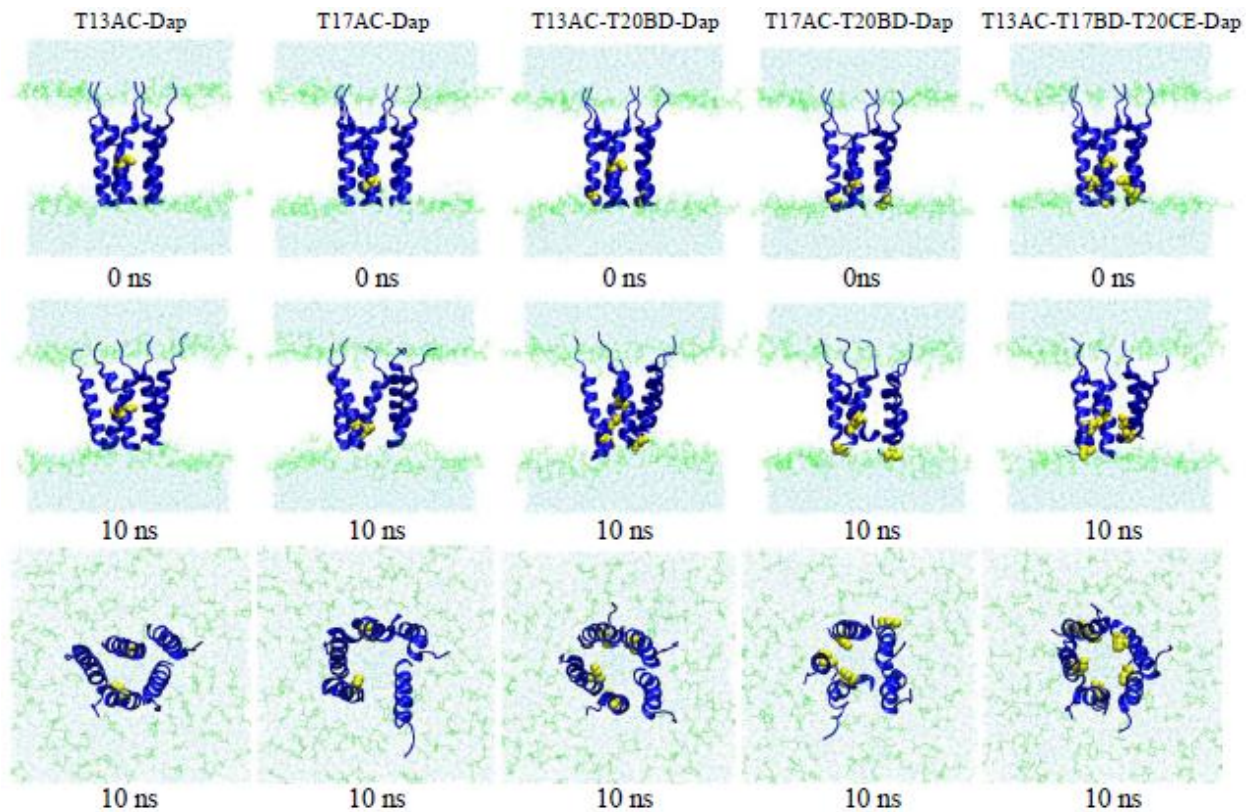 T13AC-Dap T17AC-Dap T13AC-T20BD-Dap T17AC-T20BD-Dap T13AC-T17BD-T20CE-Dap
0 ns 0 ns 0 ns 0ns 0 ns
10 ns 10 ns 10 ns 10 ns 10 ns
10 ns 10 ns 10 ns 10 ns 10 ns